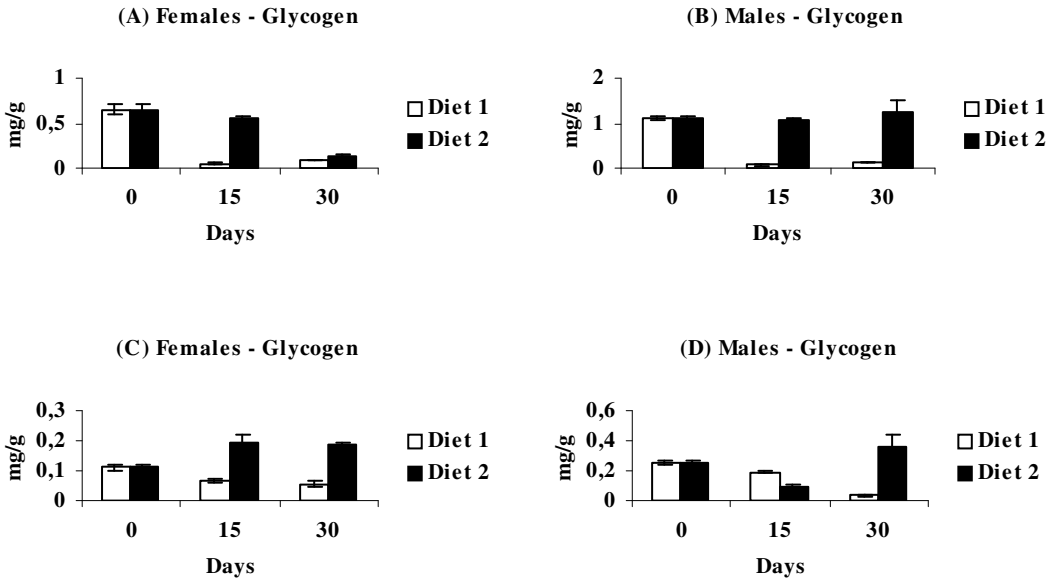 (A) Females - Glycogen
1
0,5
0
mg/g
0 15 30
Days
Diet 1
Diet 2
(B) Males - Glycogen
2
1
0
mg/g
0 15 30
Days
Diet 1
Diet 2
(C) Females - Glycogen
0,3
0,2
0,1
0
mg/g
0 15 30
Days
Diet 1
Diet 2
(D) Males - Glycogen
0,6
0,4
0,2
0
mg/g
0 15 30
Days
Diet 1
Diet 2